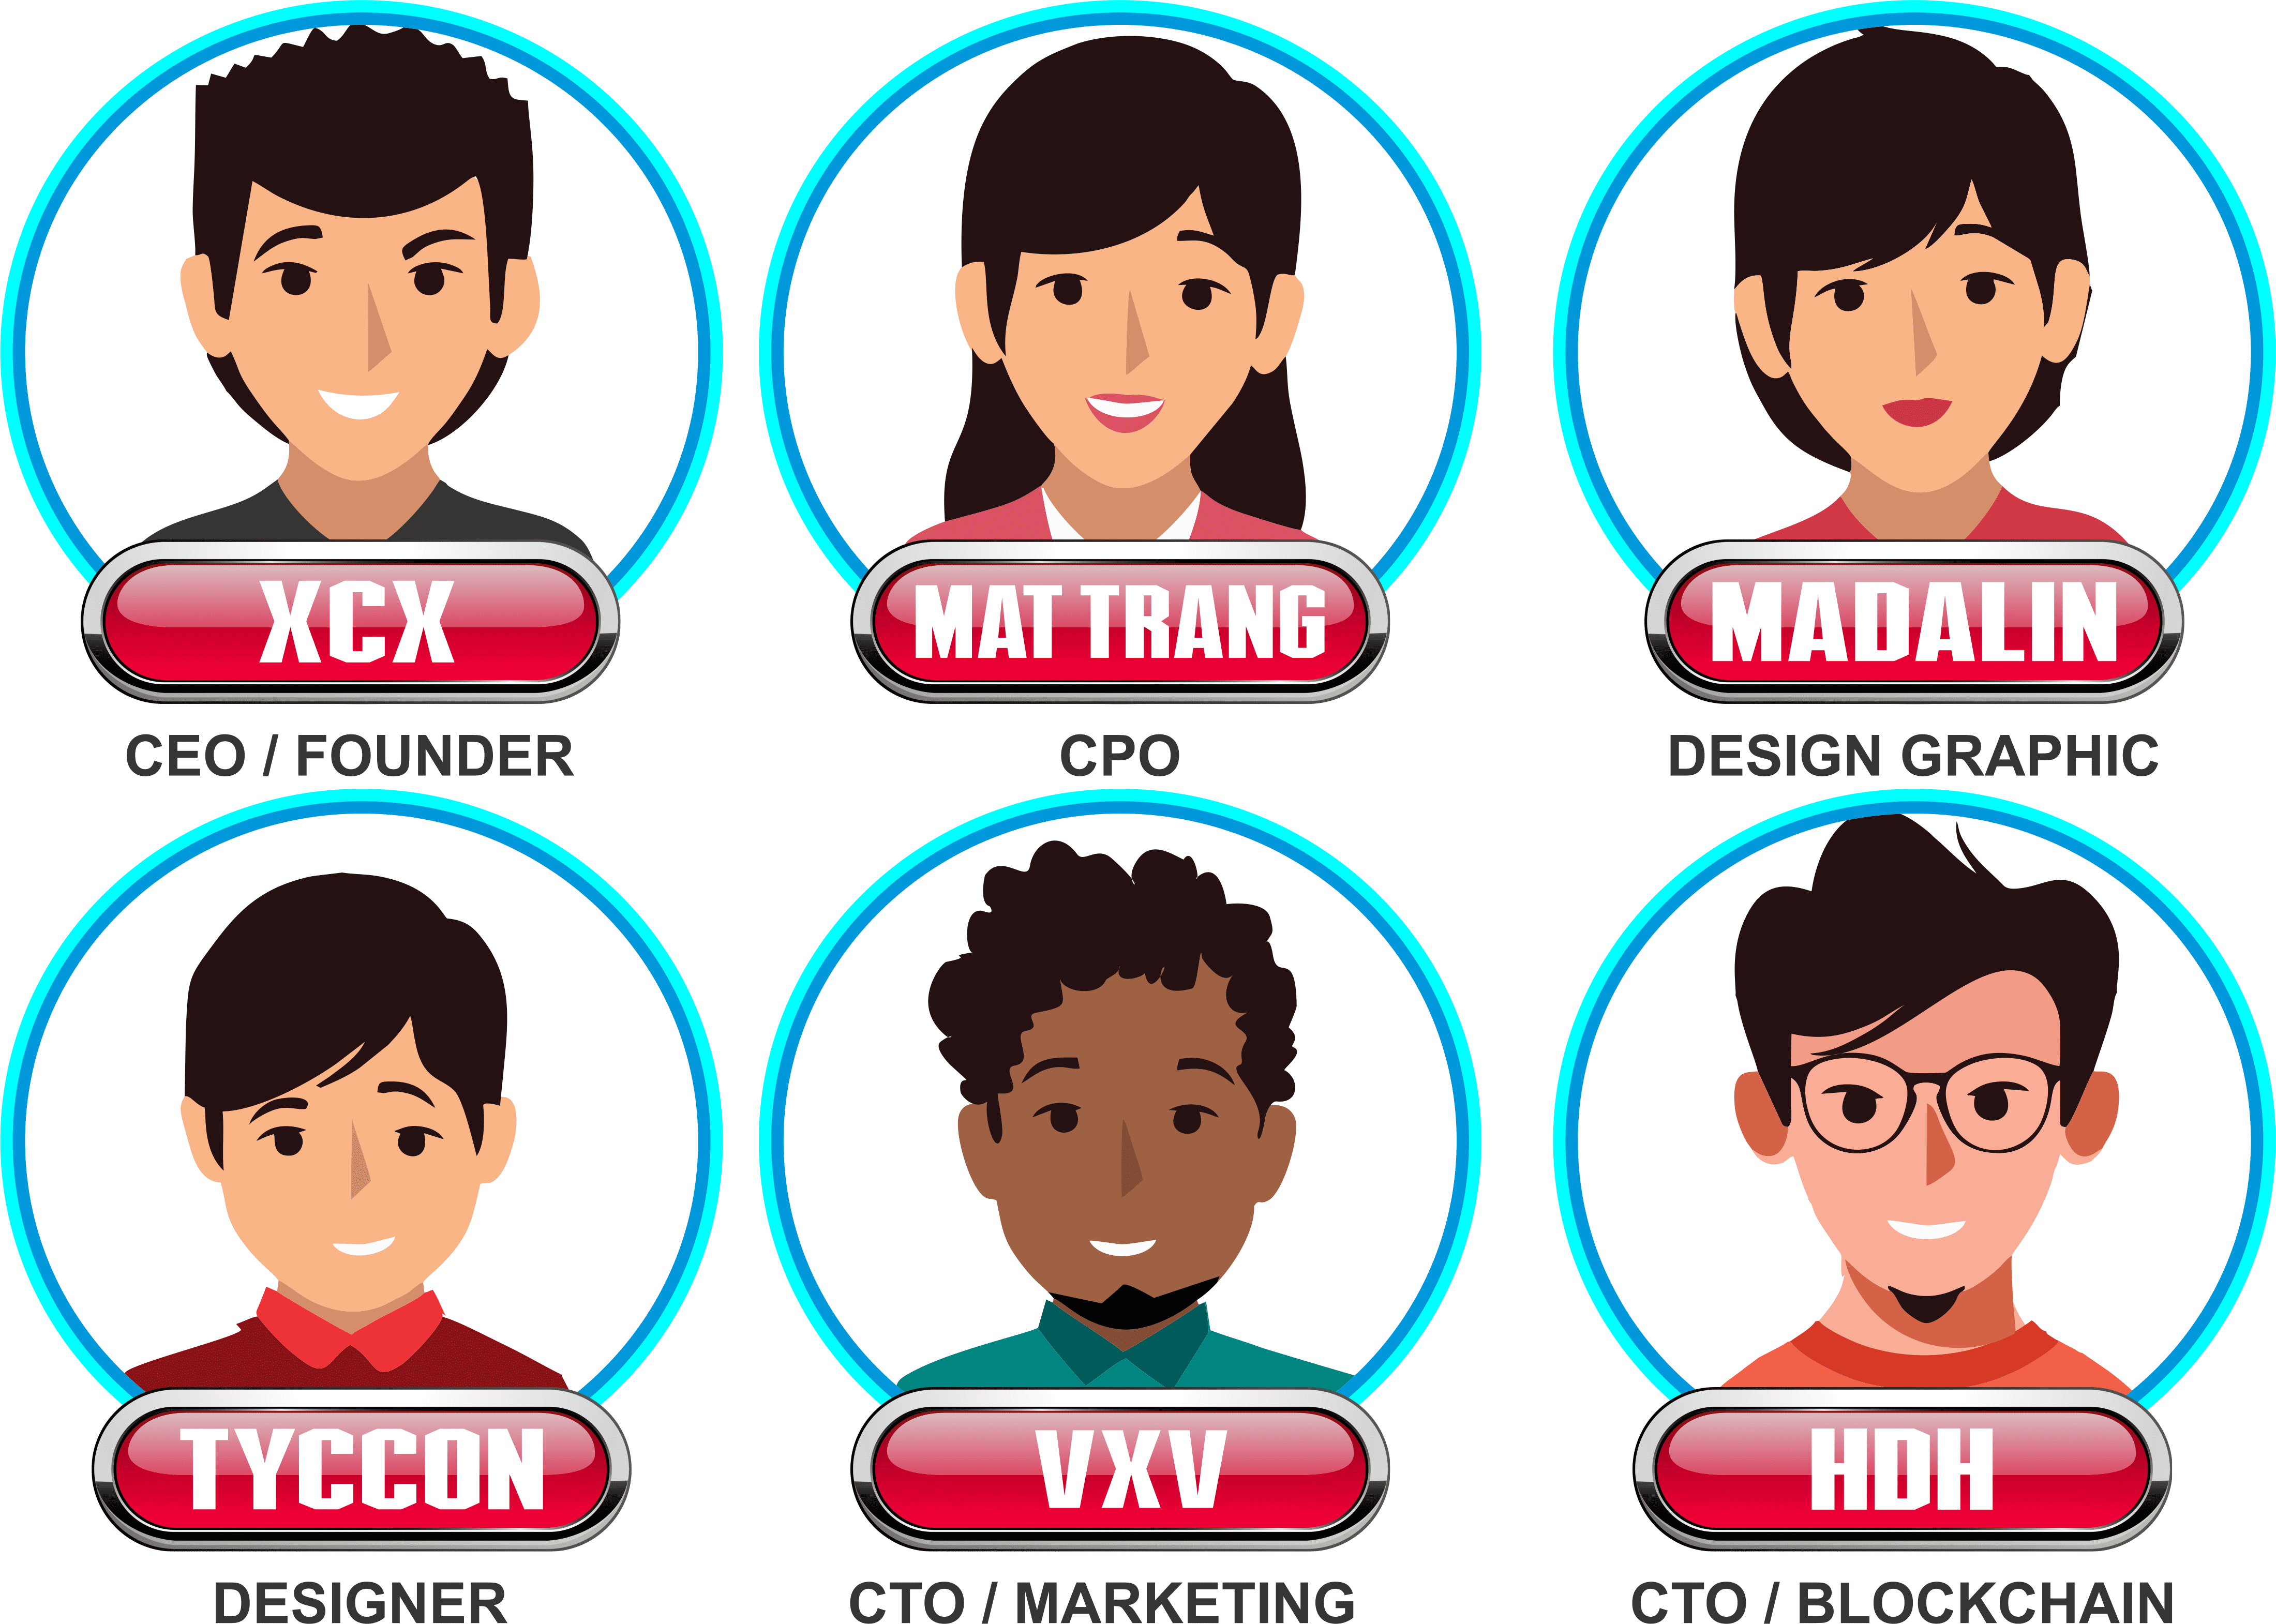 XCX
CEO / FOUNDER
MAT TRANG
CPO
MADALIN
DESIGN GRAPHIC
TYCCON
DESIGNER
VXV
CTO / MARKETING
HDH
CTO / BLOCKCHAIN